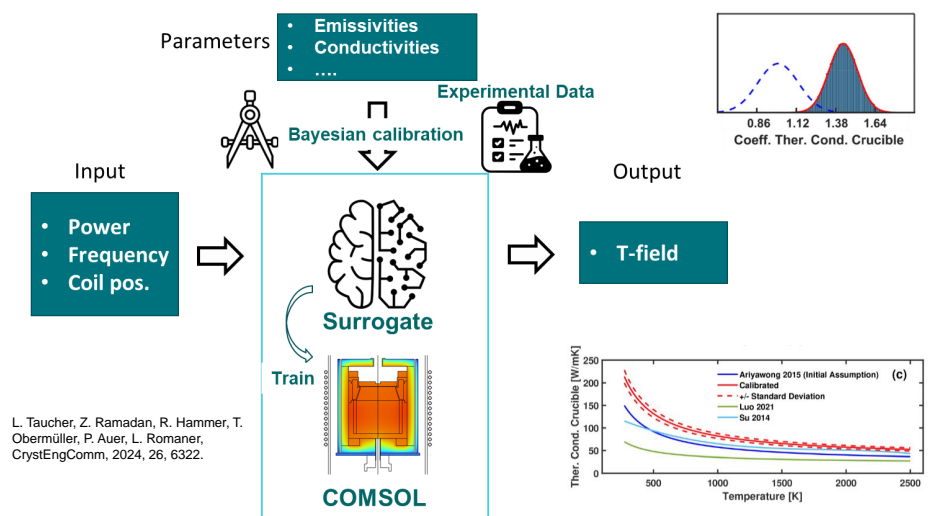 Parameters
• Emissivities
• Conductivities
• ....
Experimental Data
Bayesian calibration
0.86 1.12 1.38 1.64
Coeff. Ther. Cond. Crucible
Input
• Power
• Frequency
• Coil pos.
Output
• T-field
Surrogate
Train
COMSOL
L. Taucher, Z. Ramadan, R. Hammer, T.
Obermüller, P. Auer, L. Romaner,
CrystEngComm, 2024, 26, 6322.
Ther. Cond. Crucible [W/mK]
250
200
150
100
50
0
Ariyawong 2015 (Initial Assumption)
Calibrated
+/- Standard Deviation
Luo 2021
Su 2014
(c)
500 1000 1500 2000 2500
Temperature [K]